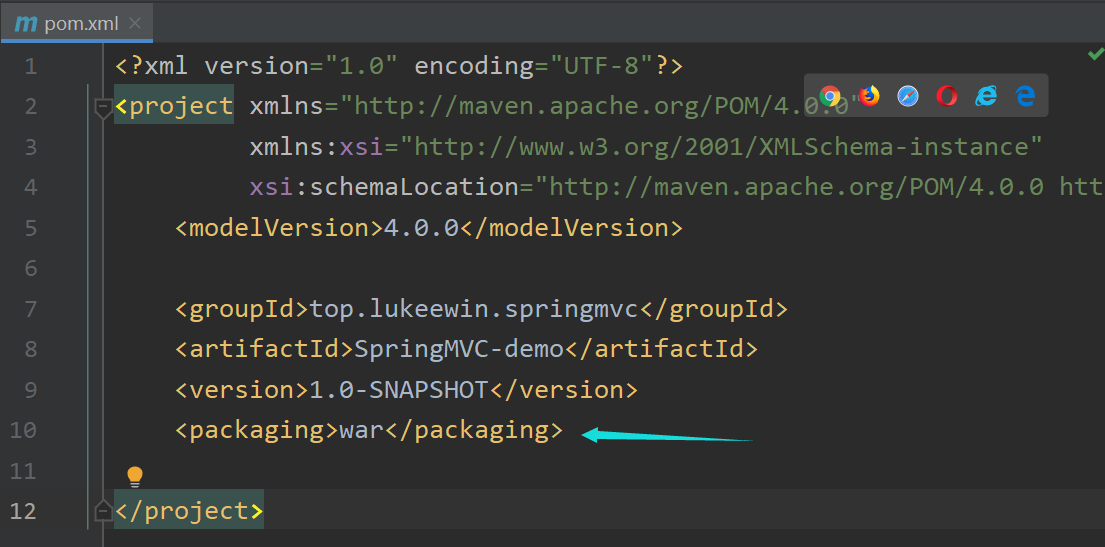 pom.xml
1 <?xml version="1.0" encoding="UTF-8"?>
2 <project xmlns="http://maven.apache.org/POM/4.0.0"
3 xmlns:xsi="http://www.w3.org/2001/XMLSchema-instance"
4 xsi:schemaLocation="http://maven.apache.org/POM/4.0.0 htt
5 <modelVersion>4.0.0</modelVersion>
6
7 <groupId>top.lukeewin.springmvc</groupId>
8 <artifactId>SpringMVC-demo</artifactId>
9 <version>1.0-SNAPSHOT</version>
10 <packaging>war</packaging>
11
12 </project>